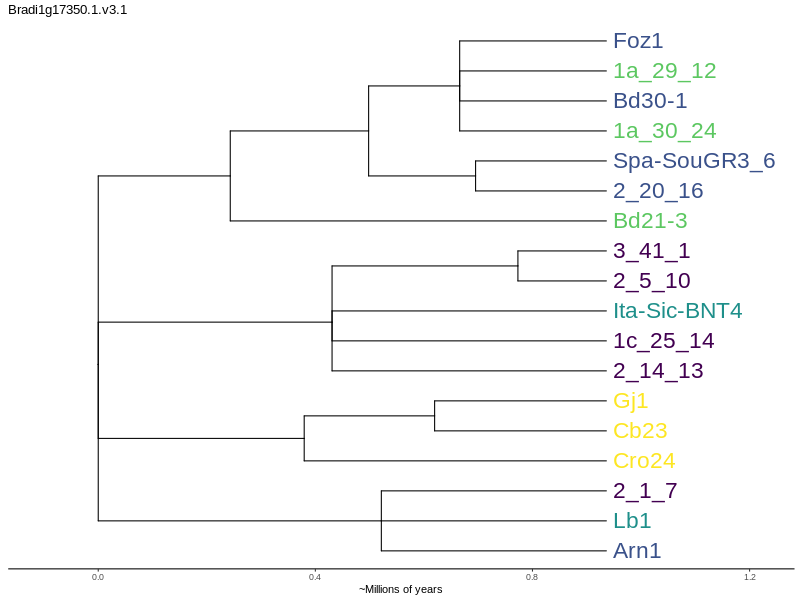 Bradi1g17350.1.v3.1
Foz1
1a_29_12
Bd30-1
1a_30_24
Spa-SouGR3_6
2_20_16
Bd21-3
3_41_1
2_5_10
Ita-Sic-BNT4
1c_25_14
2_14_13
Gj1
Cb23
Cro24
2_1_7
Lb1
Arn1
0.0 0.4 0.8 1.2
~Millions of years